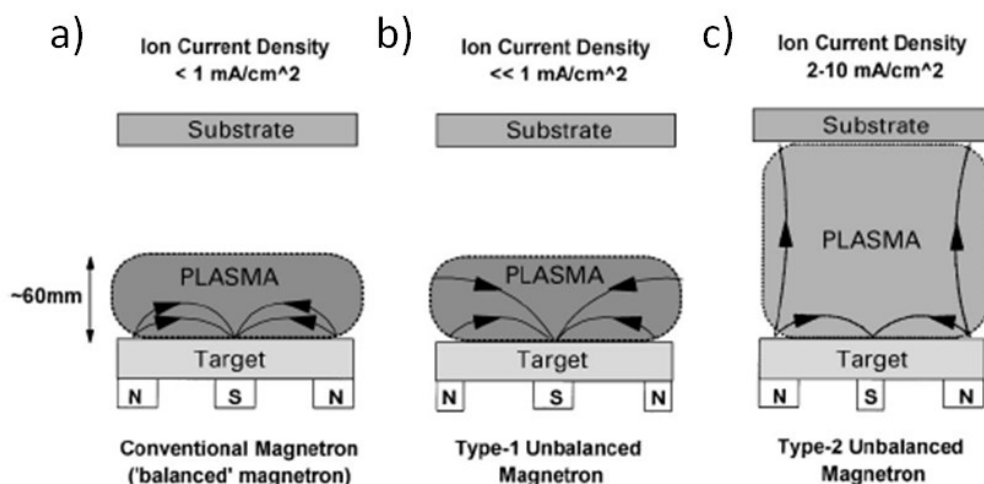 a)
Ion Current Density
< 1 mA/cm^2
Substrate
~60mm
PLASMA
Target
N S N
Conventional Magnetron
('balanced' magnetron)
b)
Ion Current Density
<< 1 mA/cm^2
Substrate
PLASMA
Target
N S N
Type-1 Unbalanced
Magnetron
c)
Ion Current Density
2-10 mA/cm^2
Substrate
PLASMA
Target
N S N
Type-2 Unbalanced
Magnetron